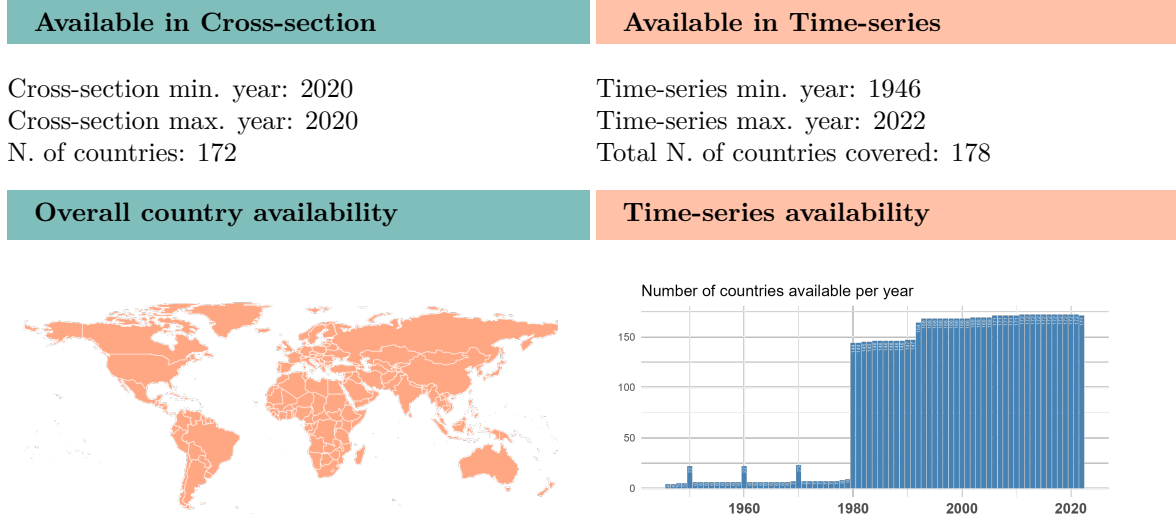 Available in Cross-section
Available in Time-series
Cross-section min. year: 2020
Cross-section max. year: 2020
N. of countries: 172
Time-series min. year: 1946
Time-series max. year: 2022
Total N. of countries covered: 178
Overall country availability
Time-series availability
Number of countries available per year
150
100
50
0
1960
1980
2000
2020